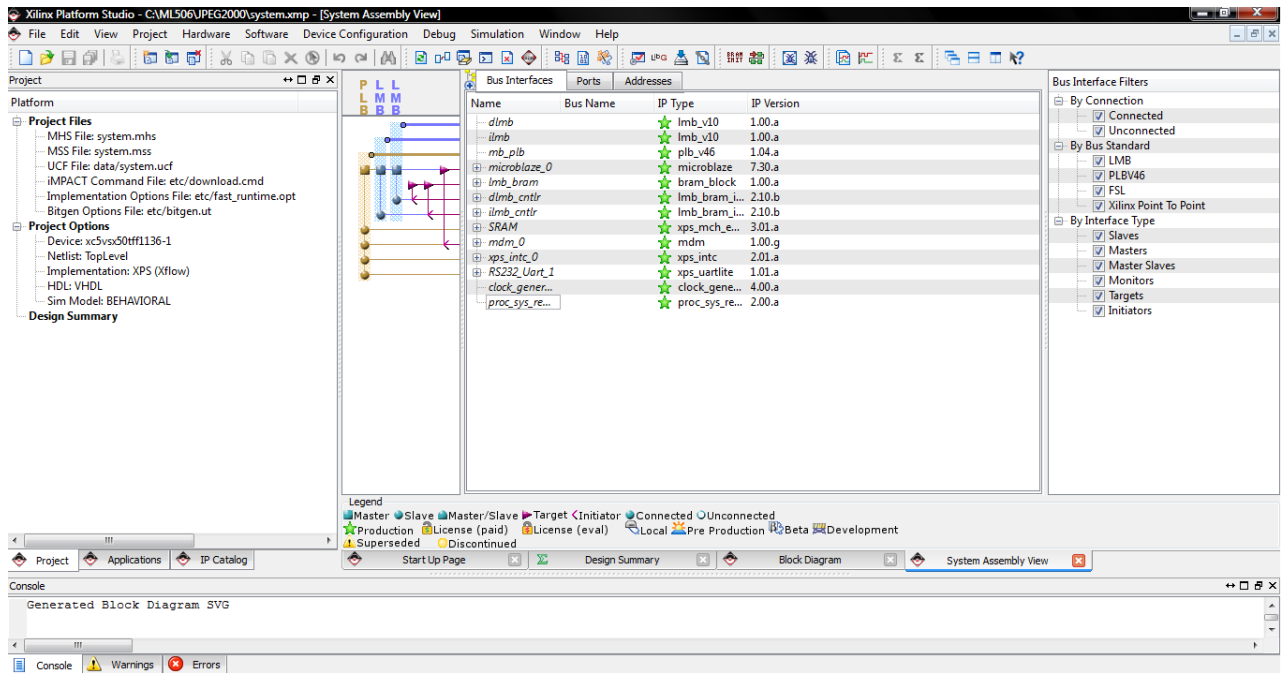 Xilinx Platform Studio - C:\ML506\JPEG2000\system.xmp - [System Assembly View]
File Edit View Project Hardware Software Device Configuration Debug Simulation Window Help
Project
Platform
Project Files
MHS File: system.mhs
MSS File: system.mss
UCF File: data/system.ucf
iMPACT Command File: etc/download.cmd
Implementation Options File: etc/fast_runtime.opt
Bitgen Options File: etc/bitgen.ut
Project Options
Device: xc5vsx50tff1136-1
Netlist: TopLevel
Implementation: XPS (Xflow)
HDL: VHDL
Sim Model: BEHAVIORAL
Design Summary
Project Applications IP Catalog
P L L
L M M
B B B
Bus Interfaces Ports Addresses
Name Bus Name IP Type IP Version
dlmb lmb_v10 1.00.a
ilmb lmb_v10 1.00.a
mb_plb plb_v46 1.04.a
microblaze_0 microblaze 7.30.a
lmb_bram bram_block 1.00.a
dlmb_cntlr lmb_bram_i... 2.10.b
ilmb_cntlr lmb_bram_i... 2.10.b
SRAM xps_mch_e... 3.01.a
mdm_0 mdm 1.00.g
xps_intc_0 xps_intc 2.01.a
RS232_Uart_1 xps_uartlite 1.01.a
clock_gener... clock_gene... 4.00.a
proc_sys_re... proc_sys_re... 2.00.a
Legend
Master Slave Master/Slave Target Initiator Connected Unconnected
Production License (paid) License (eval) Local Pre Production Beta Development
Superseded Discontinued
Start Up Page Design Summary Block Diagram System Assembly View
Bus Interface Filters
By Connection
Connected
Unconnected
By Bus Standard
LMB
PLBV46
FSL
Xilinx Point To Point
By Interface Type
Slaves
Masters
Master Slaves
Monitors
Targets
Initiators
Console
Generated Block Diagram SVG
Console Warnings Errors